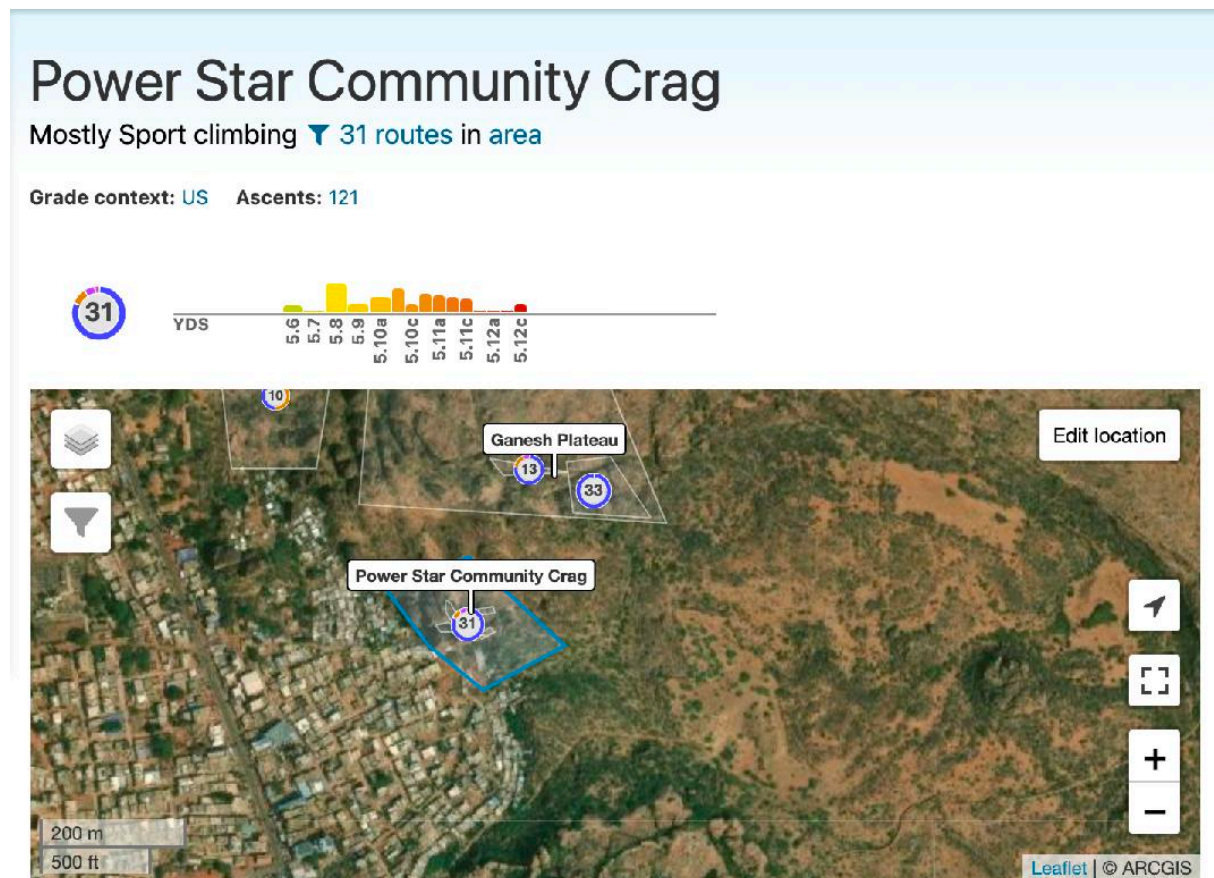 Power Star Community Crag
Mostly Sport climbing 31 routes in area
Grade context: US Ascents: 121
31
YDS
5.6 5.7 5.8 5.9 5.10a 5.10c 5.11a 5.11c 5.12a 5.12c
10
Edit location
Ganesh Plateau
13
33
Power Star Community Crag
31
+
−
200 m
500 ft
Leaflet | © ARCGIS